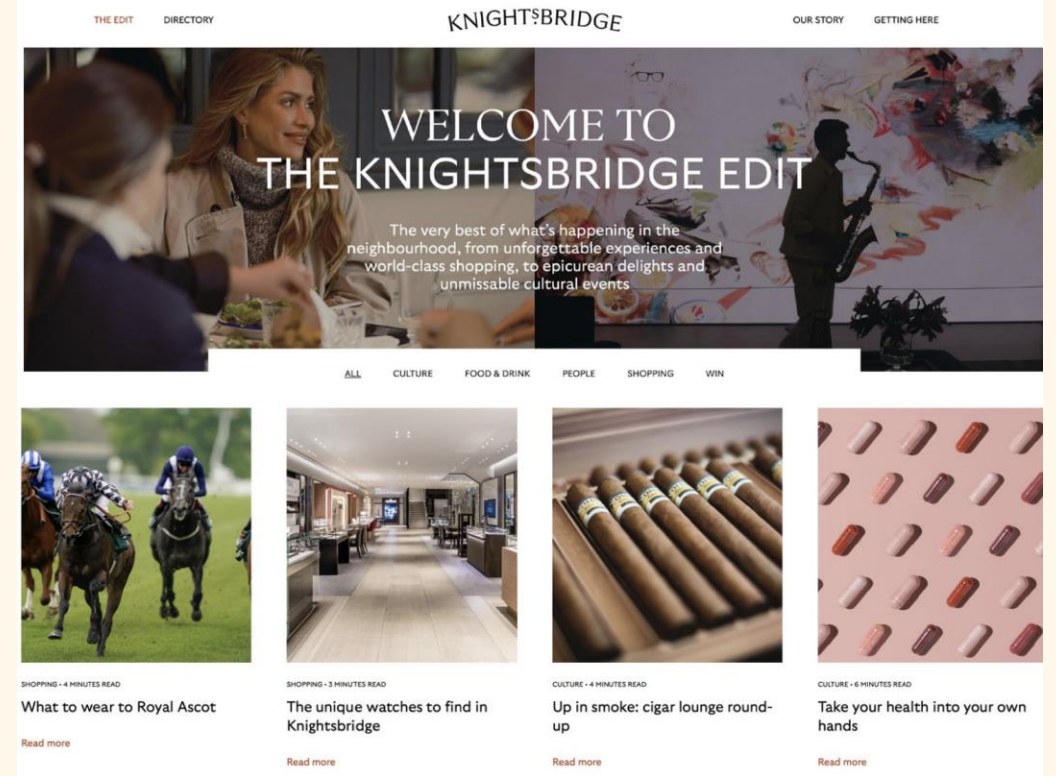 THE EDIT
DIRECTORY
KNIGHTSBRIDGE
OUR STORY
GETTING HERE
WELCOME TO
THE KNIGHTSBRIDGE EDIT
The very best of what's happening in the
neighbourhood, from unforgettable experiences and
world-class shopping, to epicurean delights and
unmissable cultural events
ALL
CULTURE
FOOD & DRINK
PEOPLE
SHOPPING
WIN
SHOPPING • 4 MINUTES READ
What to wear to Royal Ascot
Read more
SHOPPING • 3 MINUTES READ
The unique watches to find in
Knightsbridge
Read more
CULTURE • 4 MINUTES READ
Up in smoke: cigar lounge round-
up
Read more
CULTURE • 6 MINUTES READ
Take your health into your own
hands
Read more